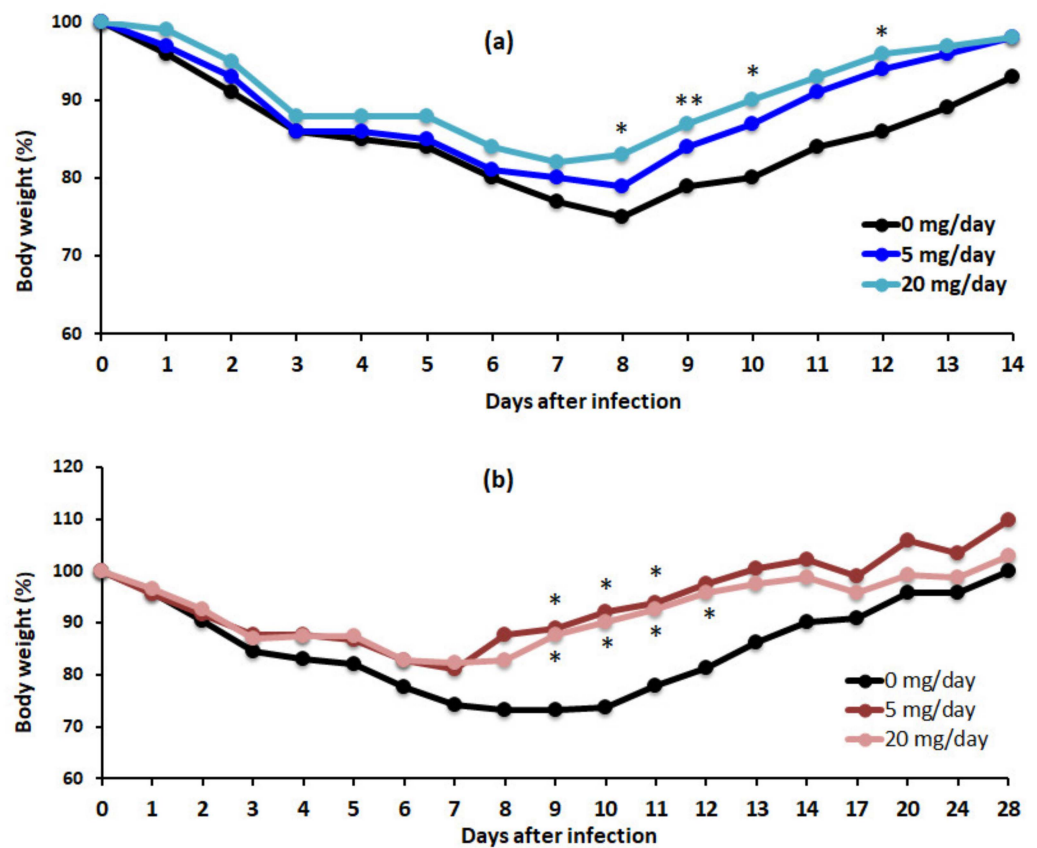 (a)
100
90
80
70
60
Body weight (%)
*
**
*
*
0 mg/day
5 mg/day
20 mg/day
0 1 2 3 4 5 6 7 8 9 10 11 12 13 14
Days after infection
(b)
120
110
100
90
80
70
60
Body weight (%)
* * *
* * * *
0 mg/day
5 mg/day
20 mg/day
0 1 2 3 4 5 6 7 8 9 10 11 12 13 14 17 20 24 28
Days after infection